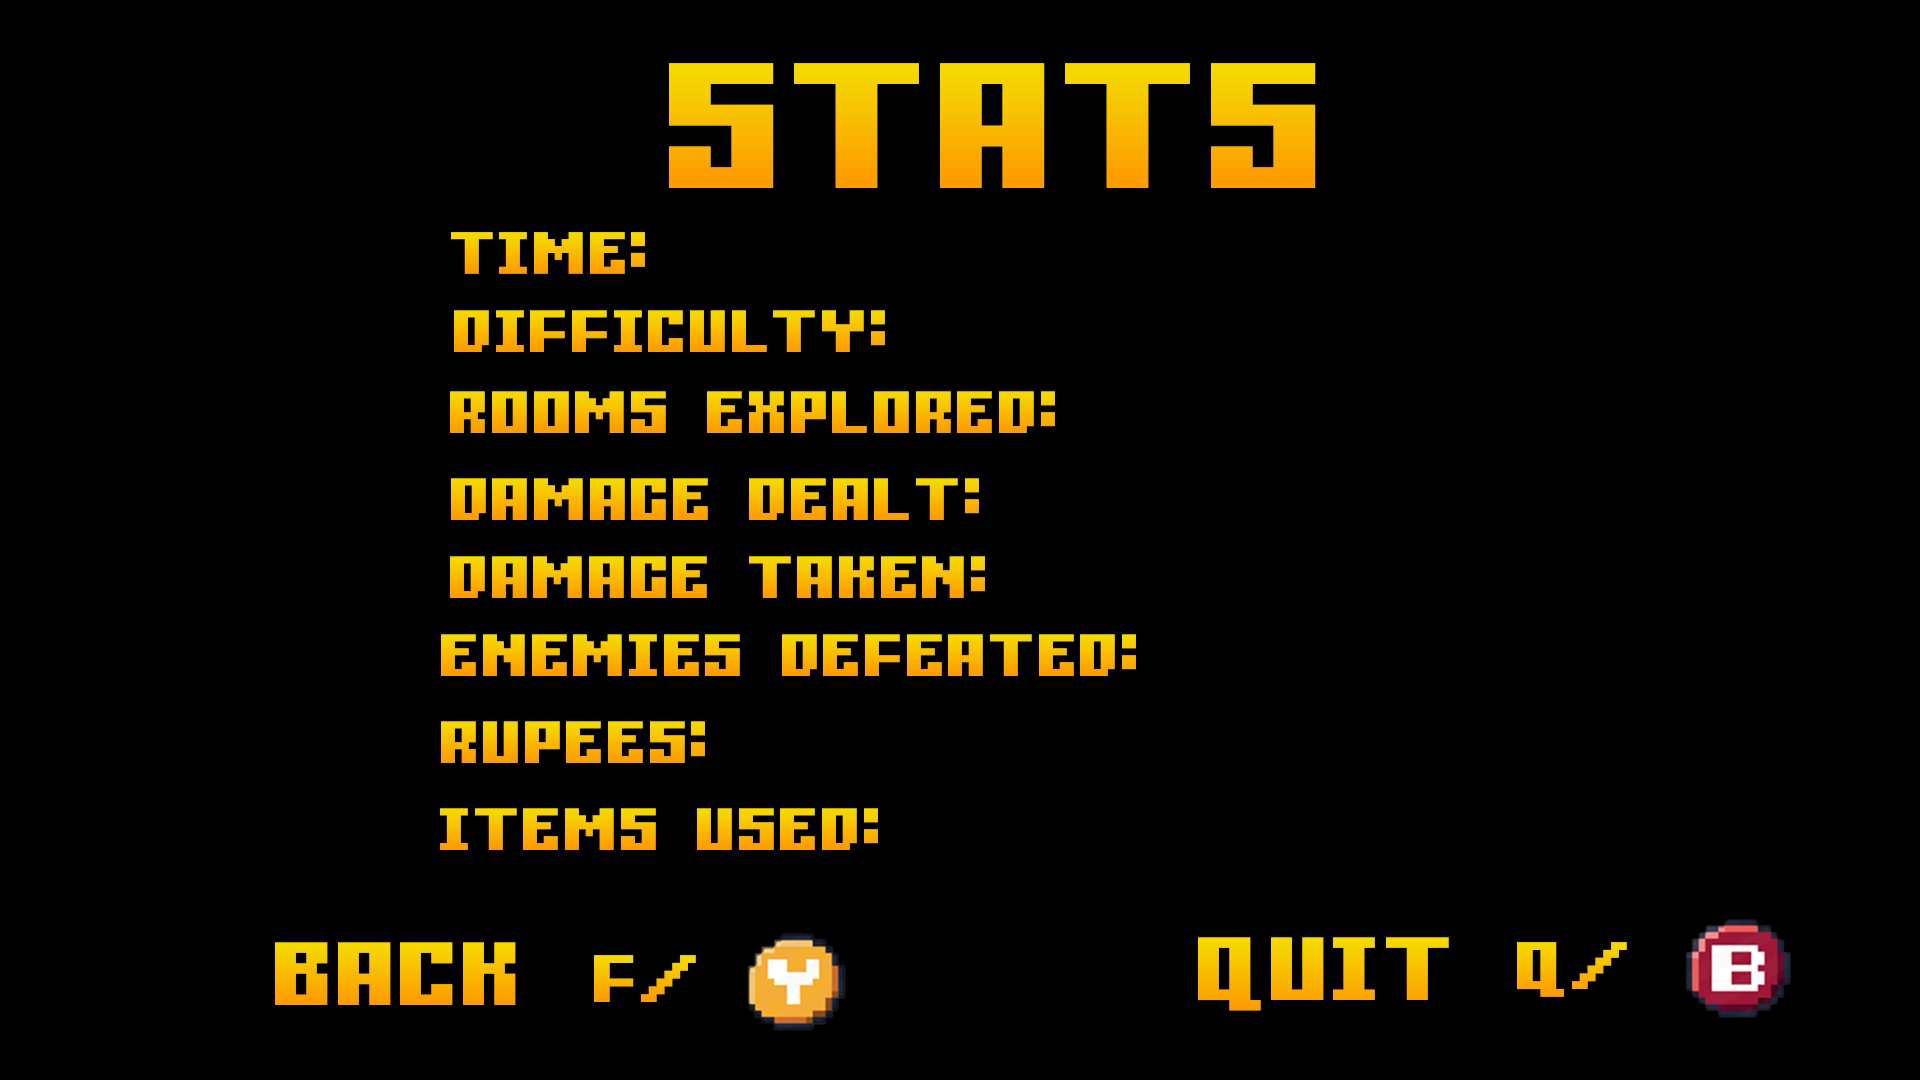 STATS
TIME:
DIFFICULTY:
ROOMS EXPLORED:
DAMAGE DEALT:
DAMAGE TAKEN:
ENEMIES DEFEATED:
RUPEES:
ITEMS USED:
BACK F/ Y QUIT Q/ B